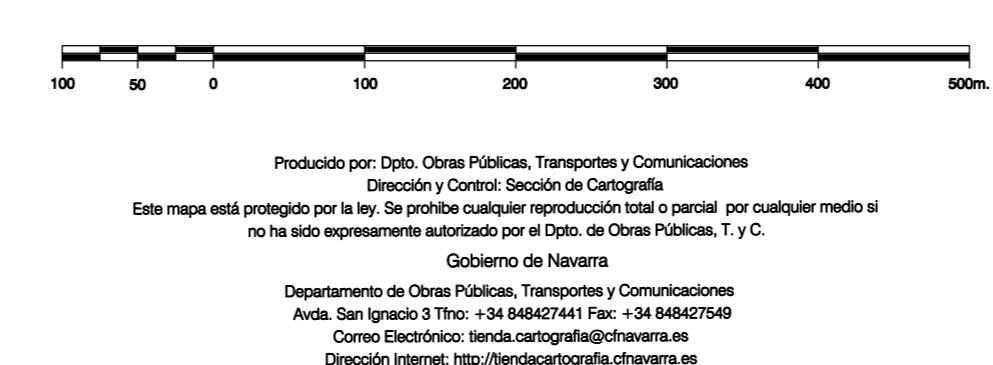 100 50 0 100 200 300 400 500m.
Producido por: Dpto. Obras Públicas, Transportes y Comunicaciones
Dirección y Control: Sección de Cartografía
Este mapa está protegido por la ley. Se prohibe cualquier reproducción total o parcial por cualquier medio si
no ha sido expresamente autorizado por el Dpto. de Obras Públicas, T. y C.
Gobierno de Navarra
Departamento de Obras Públicas, Transportes y Comunicaciones
Avda. San Ignacio 3 Tfno: +34 848427441 Fax: +34 848427549
Correo Electrónico: tienda.cartografia@cfnavarra.es
Dirección Internet: http://tiendacartografia.cfnavarra.es